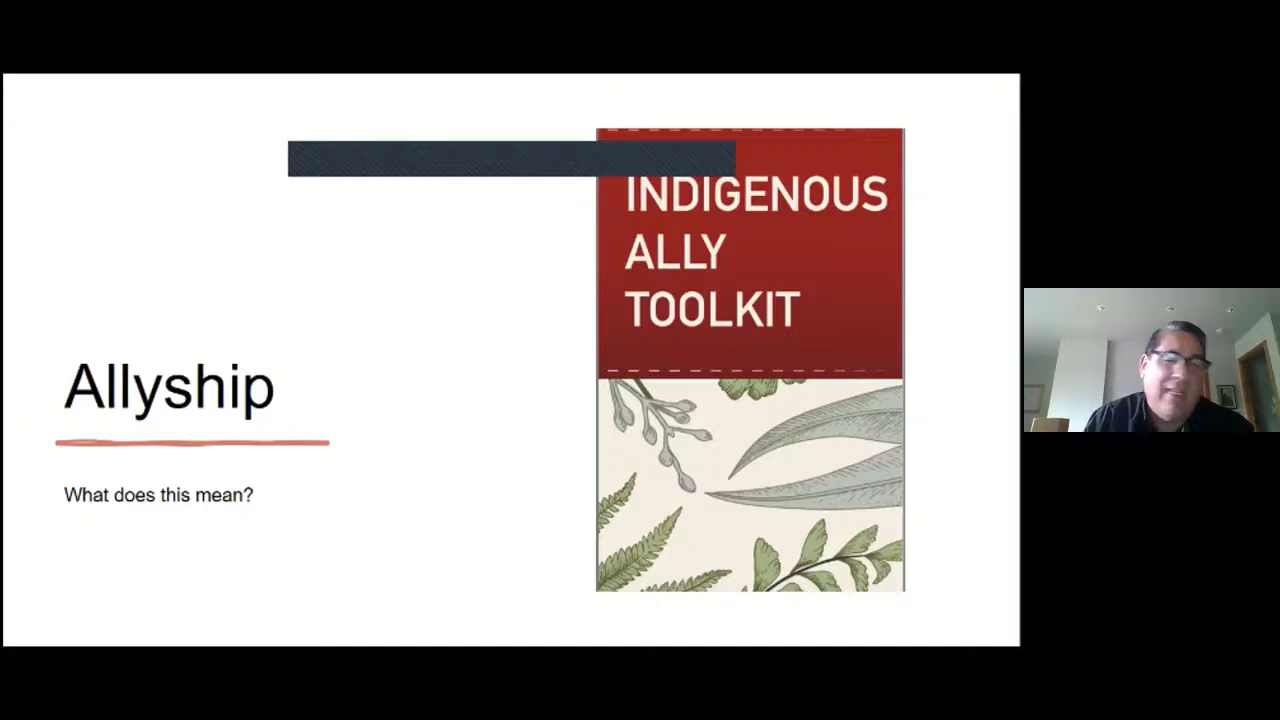 Allyship
What does this mean?
INDIGENOUS
ALLY
TOOLKIT